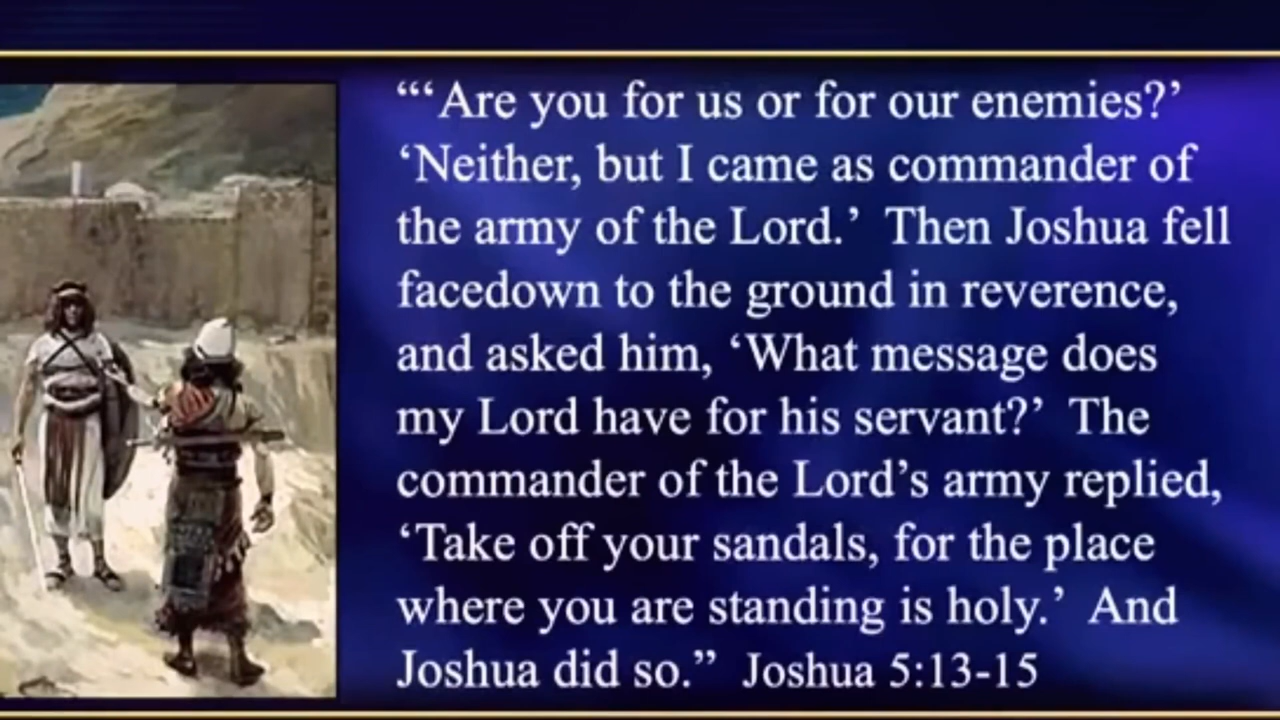 “‘Are you for us or for our enemies?’
‘Neither, but I came as commander of
the army of the Lord.’ Then Joshua fell
facedown to the ground in reverence,
and asked him, ‘What message does
my Lord have for his servant?’ The
commander of the Lord’s army replied,
‘Take off your sandals, for the place
where you are standing is holy.’ And
Joshua did so.” Joshua 5:13-15